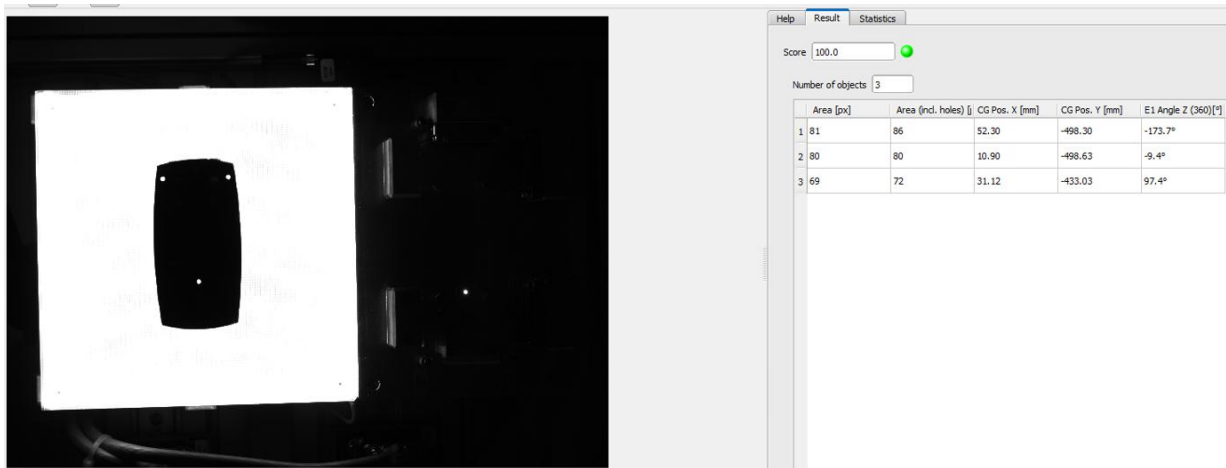 Help Result Statistics
Score 100.0
Number of objects 3
Area [px] Area (incl. holes) [ CG Pos. X [mm] CG Pos. Y [mm] E1 Angle Z (360)[°]
1 81 86 52.30 -498.30 -173.7°
2 80 80 10.90 -498.63 -9.4°
3 69 72 31.12 -433.03 97.4°